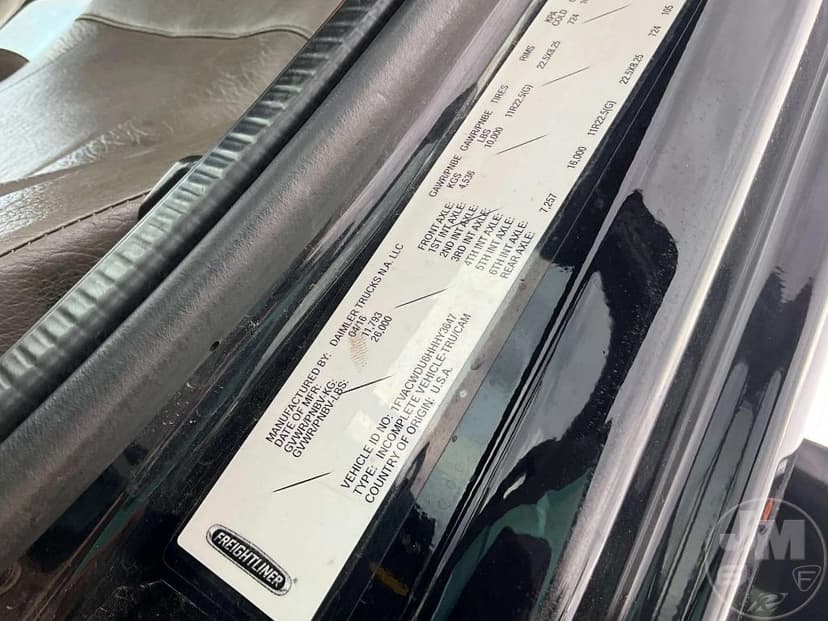 MANUFACTURED BY: DAIMLER TRUCKS N.A. LLC
DATE OF MFR: 04/16
GVWR/PNBV-KG: 11,793
GVWR/PNBV-LBS: 26,000
VEHICLE ID NO: 1FVACWDU6HHHY3647
TYPE: INCOMPLETE VEHICLE-TRU/CAM
COUNTRY OF ORIGIN: U.S.A.
GAWR/PNBE KGS GAWR/PNBE LBS TIRES RIMS KPA COLD
FRONT AXLE: 4,536 10,000 11R22.5(G) 22.5X8.25 724
1ST INT AXLE:
2ND INT AXLE:
3RD INT AXLE:
4TH INT AXLE:
5TH INT AXLE:
6TH INT AXLE:
REAR AXLE: 7,257 16,000 11R22.5(G) 22.5X8.25 724 105
FREIGHTLINER
JM